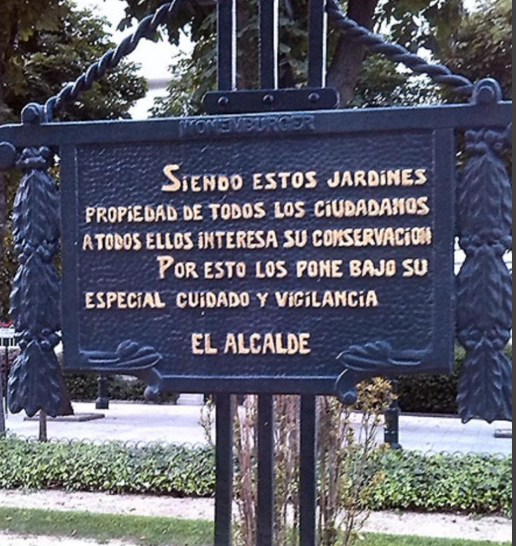 MONEMBURGER
SIENDO ESTOS JARDINES
PROPIEDAD DE TODOS LOS CIUDADANOS
A TODOS ELLOS INTERESA SU CONSERVACION
POR ESTO LOS PONE BAJO SU
ESPECIAL CUIDADO Y VIGILANCIA
EL ALCALDE